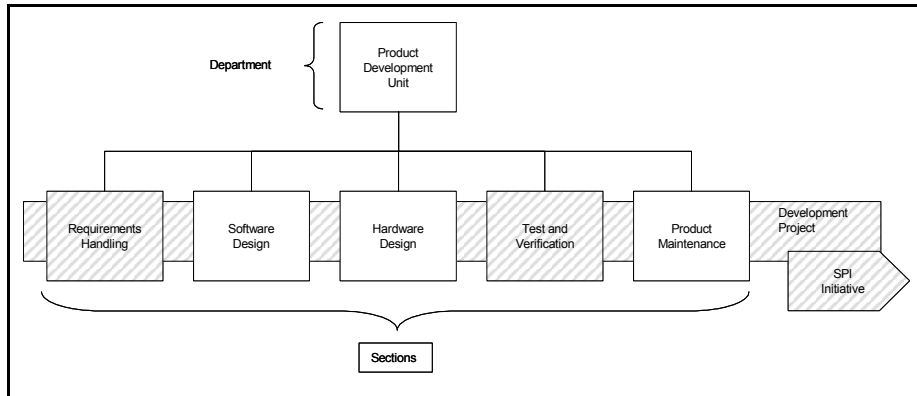 Product
Development
Unit
Department
Requirements
Handling
Software
Design
Hardware
Design
Test and
Verification
Product
Maintenance
Development
Project
SPI
Initiative
Sections